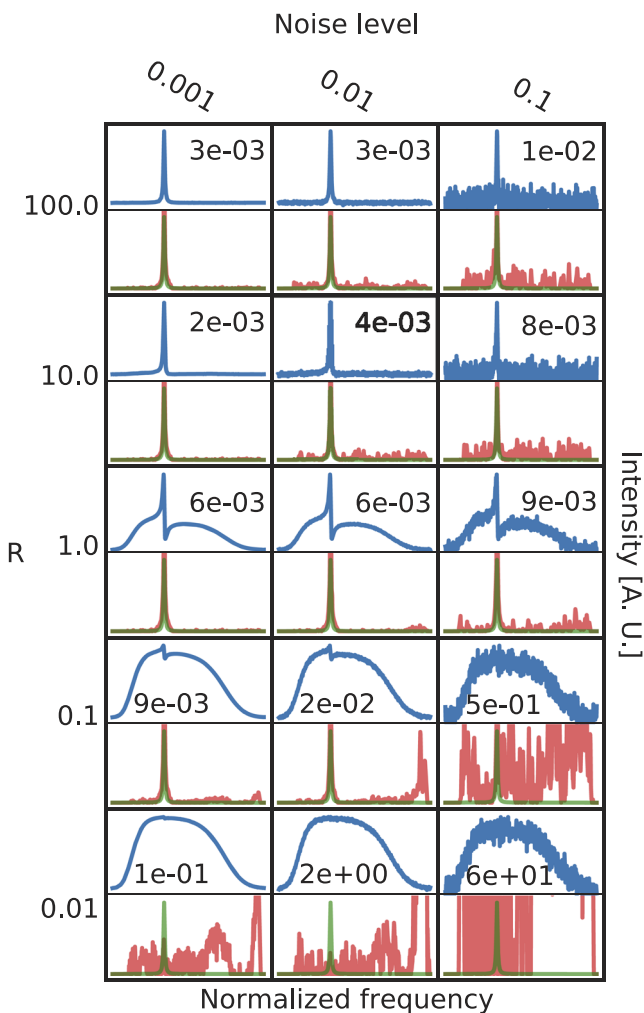 Noise level
0.001 0.01 0.1
3e-03 3e-03 1e-02
100.0
2e-03 4e-03 8e-03
10.0
6e-03 6e-03 9e-03
1.0
R
Intensity [A. U.]
9e-03 2e-02 5e-01
0.1
1e-01 2e+00 6e+01
0.01
Normalized frequency